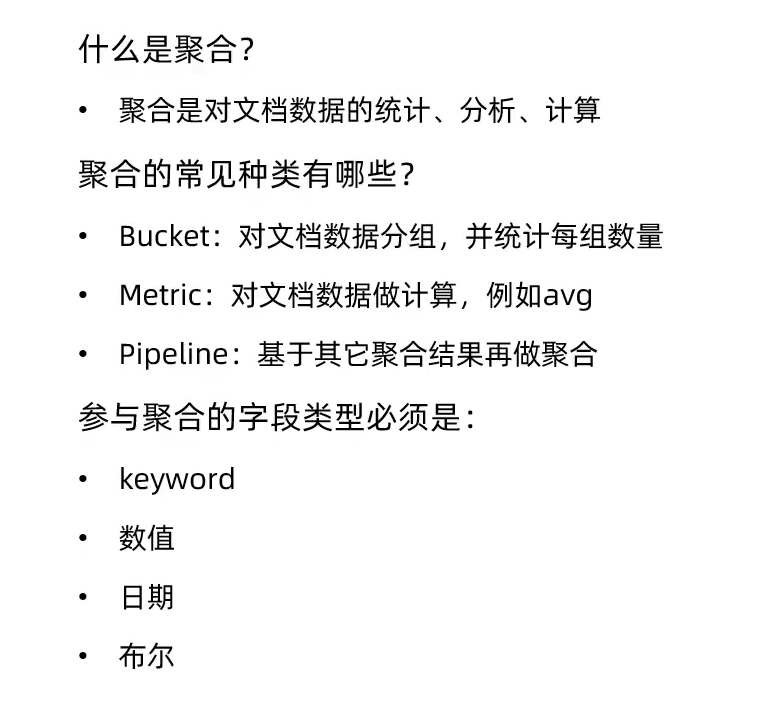 什么是聚合？
• 聚合是对文档数据的统计、分析、计算
聚合的常见种类有哪些？
• Bucket：对文档数据分组，并统计每组数量
• Metric：对文档数据做计算，例如avg
• Pipeline：基于其它聚合结果再做聚合
参与聚合的字段类型必须是：
• keyword
• 数值
• 日期
• 布尔